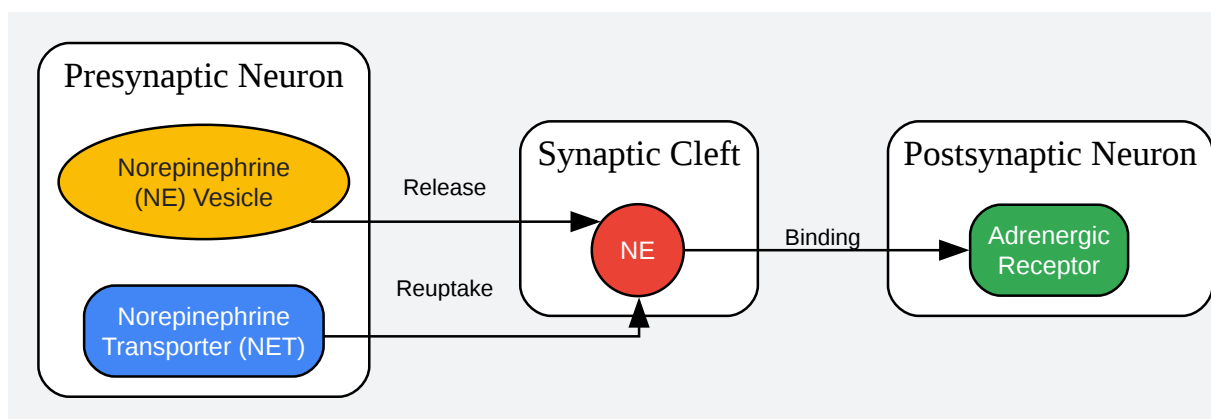 Presynaptic Neuron
Norepinephrine
(NE) Vesicle
Norepinephrine
Transporter (NET)
Release
Reuptake
Synaptic Cleft
NE
Binding
Postsynaptic Neuron
Adrenergic
Receptor